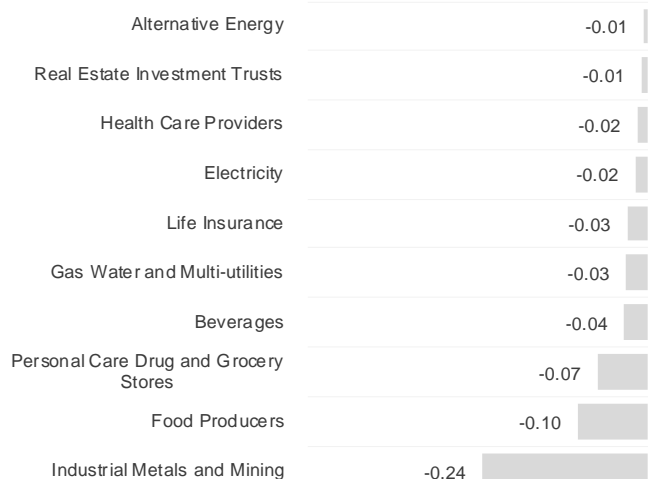 Alternative Energy -0.01
Real Estate Investment Trusts -0.01
Health Care Providers -0.02
Electricity -0.02
Life Insurance -0.03
Gas Water and Multi-utilities -0.03
Beverages -0.04
Personal Care Drug and Grocery
Stores -0.07
Food Producers -0.10
Industrial Metals and Mining -0.24